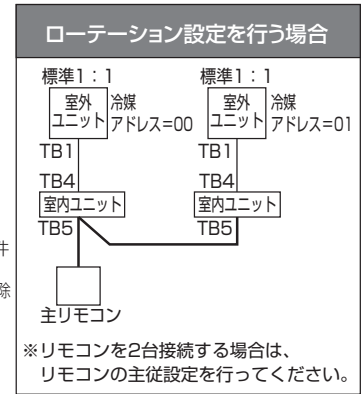 ローテーション設定を行う場合
標準1：1
標準1：1
室外
ユニット
冷媒
アドレス=00
室外
ユニット
冷媒
アドレス=01
TB1
TB1
TB4
TB4
室内ユニット
室内ユニット
TB5
TB5
件
除
主リモコン
※リモコンを2台接続する場合は、
リモコンの主従設定を行ってください。